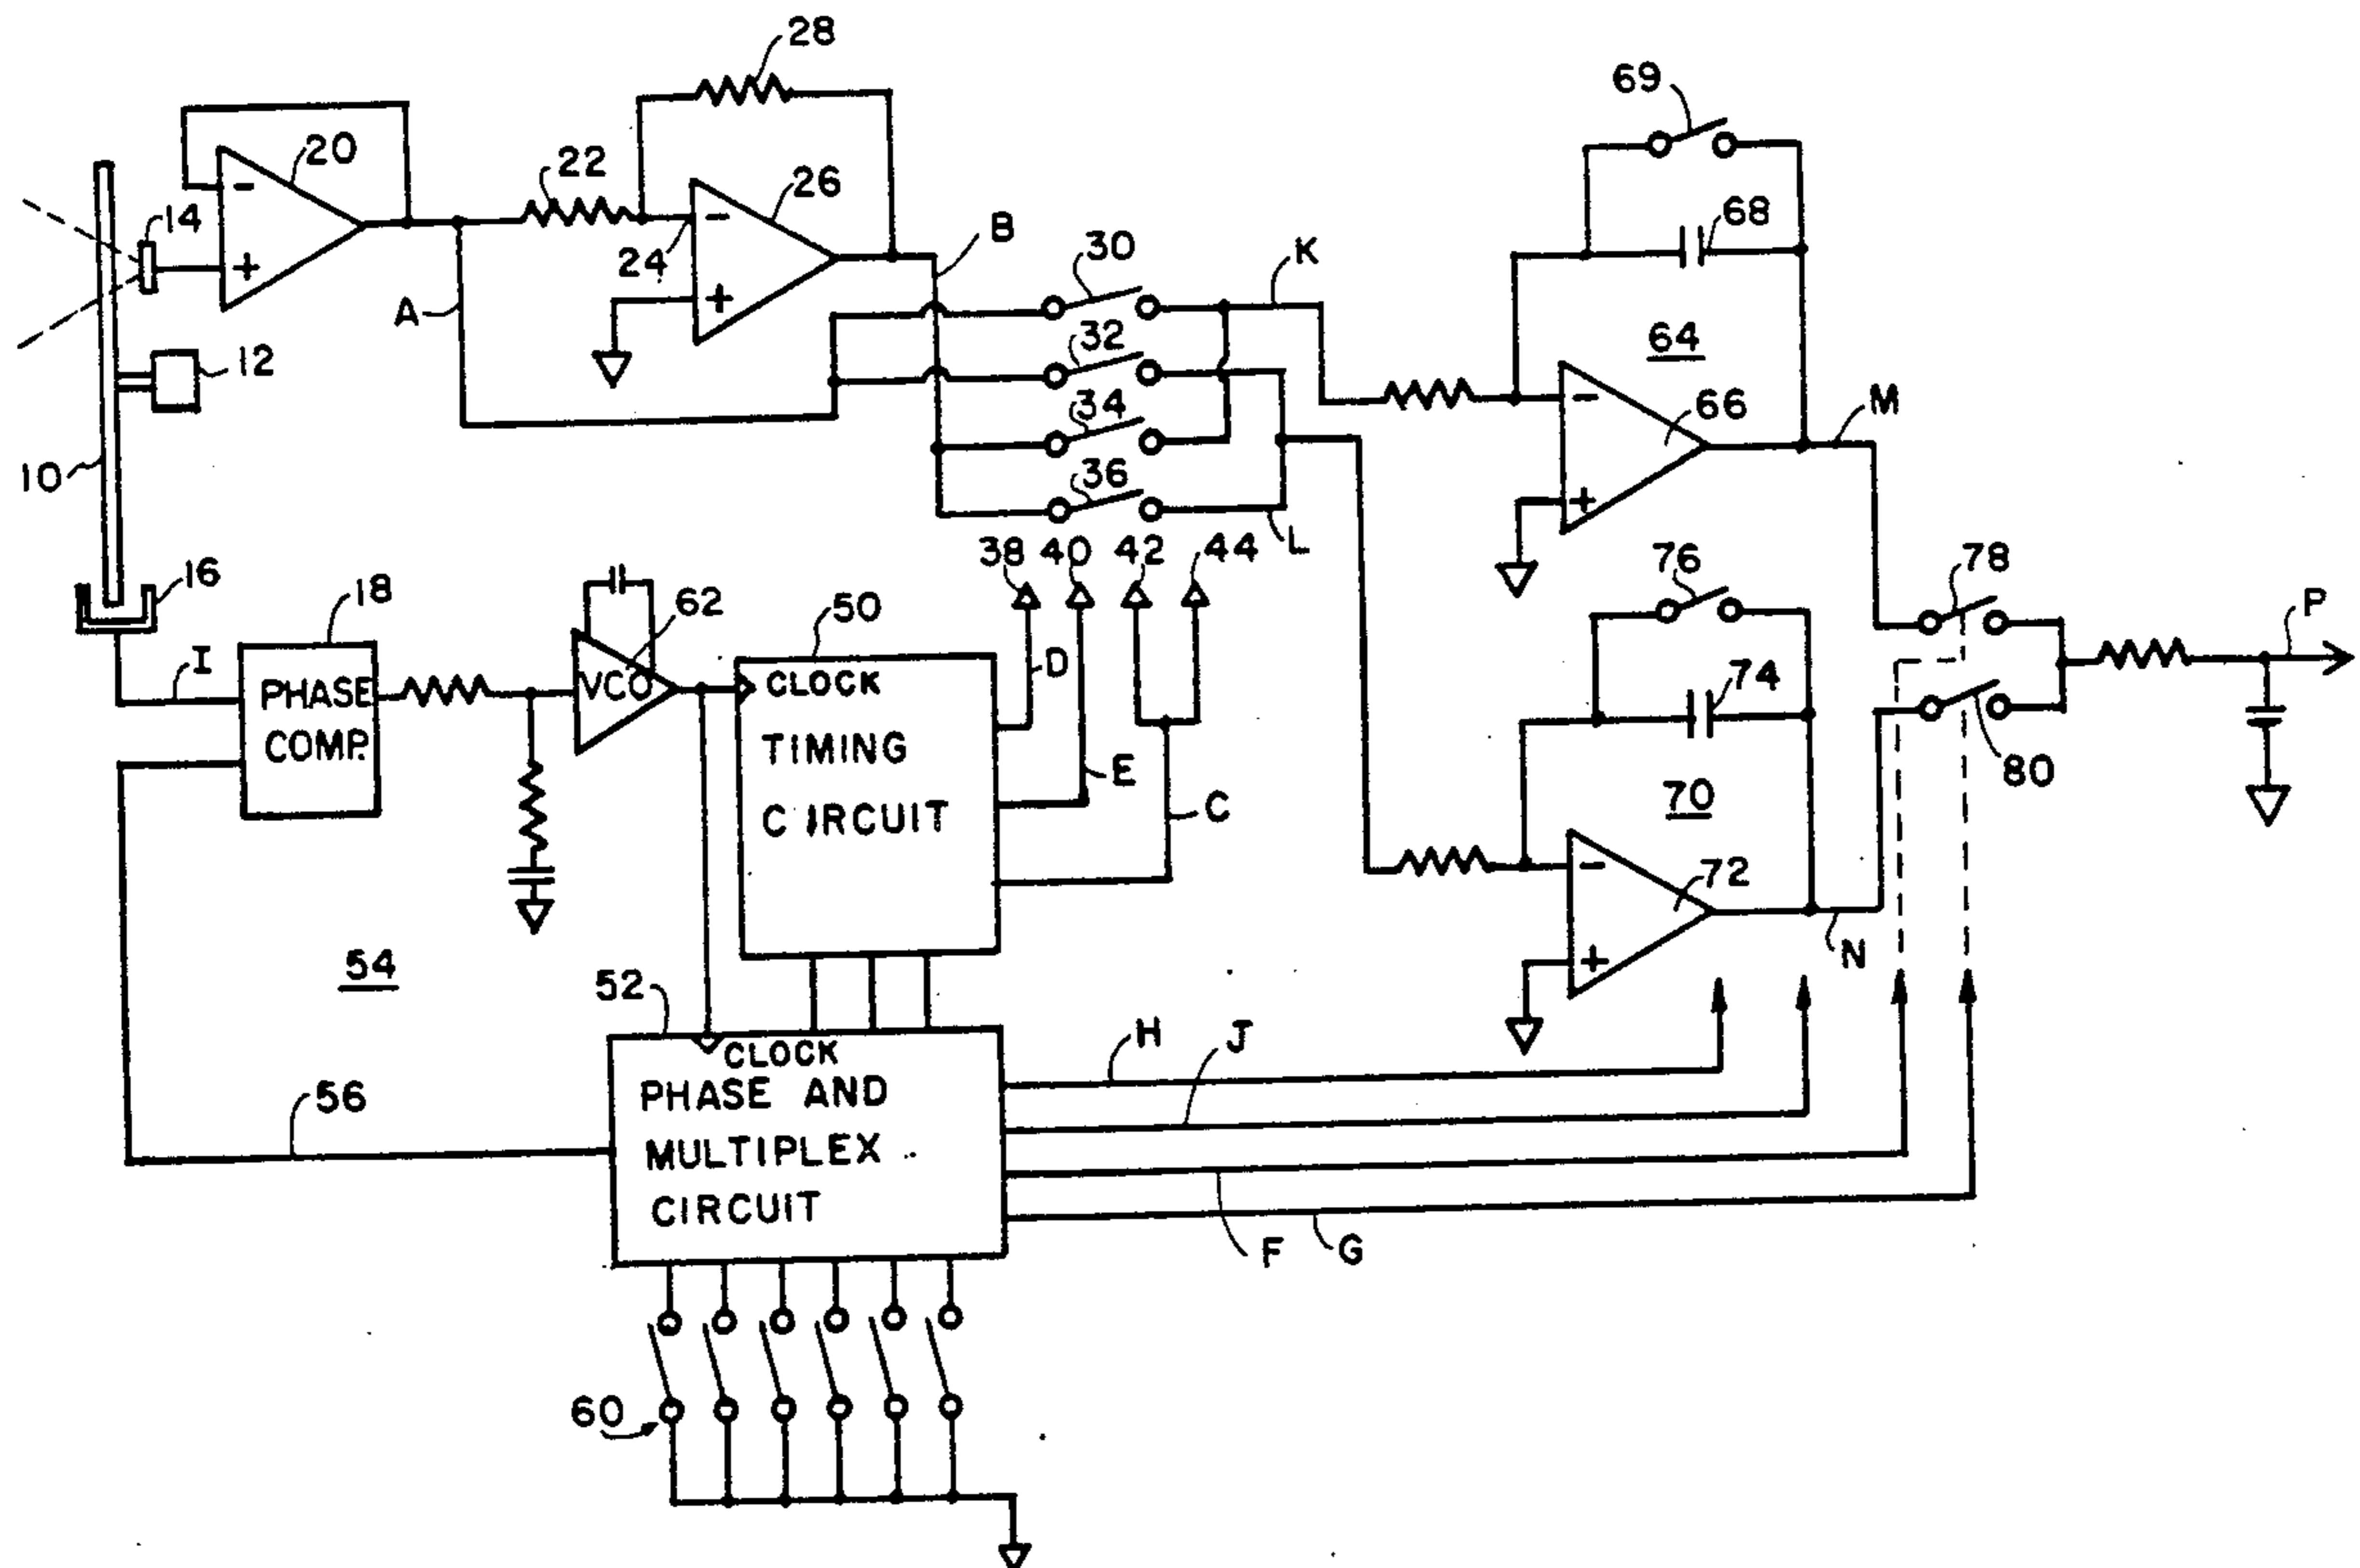 28
69
20
22
26
14
24
B
30
K
68
A
32
64
12
34
66
M
10
36
L
38 40 42 44
76
78
16
18
62
50
D
P
I
PHASE
COMP.
VCO
CLOCK
TIMING
CIRCUIT
E
C
74
70
80
72
N
54
52
H
J
CLOCK
PHASE AND
MULTIPLEX
CIRCUIT
56
F
G
60
-
+
-
+
-
+
-
+